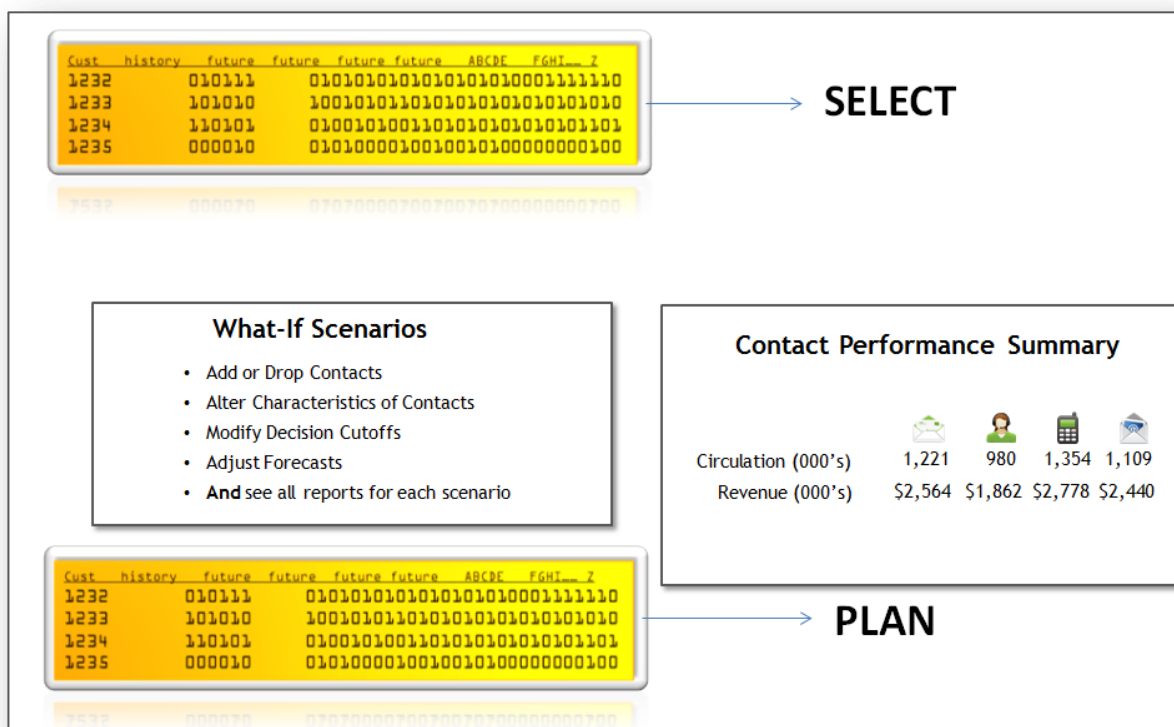 Cust history future future future future ABCDE FGHI__ Z
1232 010111 0101010101010101010001111110
1233 101010 1001010110101010101010101010
1234 110101 0100101001101010101010101101
1235 000010 0101000010010010100000000100
SELECT
What-If Scenarios
• Add or Drop Contacts
• Alter Characteristics of Contacts
• Modify Decision Cutoffs
• Adjust Forecasts
• And see all reports for each scenario
Contact Performance Summary
Circulation (000's) 1,221 980 1,354 1,109
Revenue (000's) $2,564 $1,862 $2,778 $2,440
Cust history future future future future ABCDE FGHI__ Z
1232 010111 0101010101010101010001111110
1233 101010 1001010110101010101010101010
1234 110101 0100101001101010101010101101
1235 000010 0101000010010010100000000100
PLAN